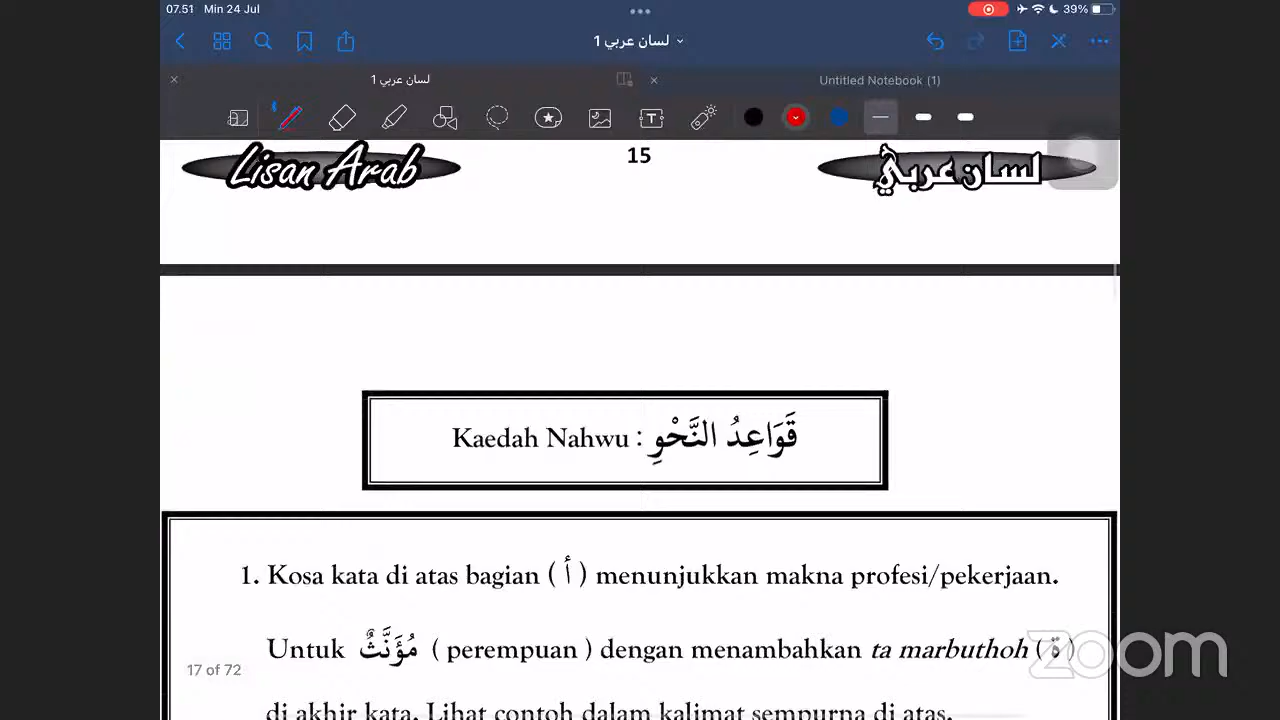 07.51 Min 24 Jul
39%
لسان عربي 1
لسان عربي 1
Untitled Notebook (1)
Lisan Arab 15 لسان عربي
Kaedah Nahwu : قَوَاعِدُ النَّحْوِ
1. Kosa kata di atas bagian ( أ ) menunjukkan makna profesi/pekerjaan.
Untuk مُؤَنَّثٌ ( perempuan ) dengan menambahkan ta marbuthoh ( ة )
17 of 72
di akhir kata. Lihat contoh dalam kalimat sempurna di atas.
zoom